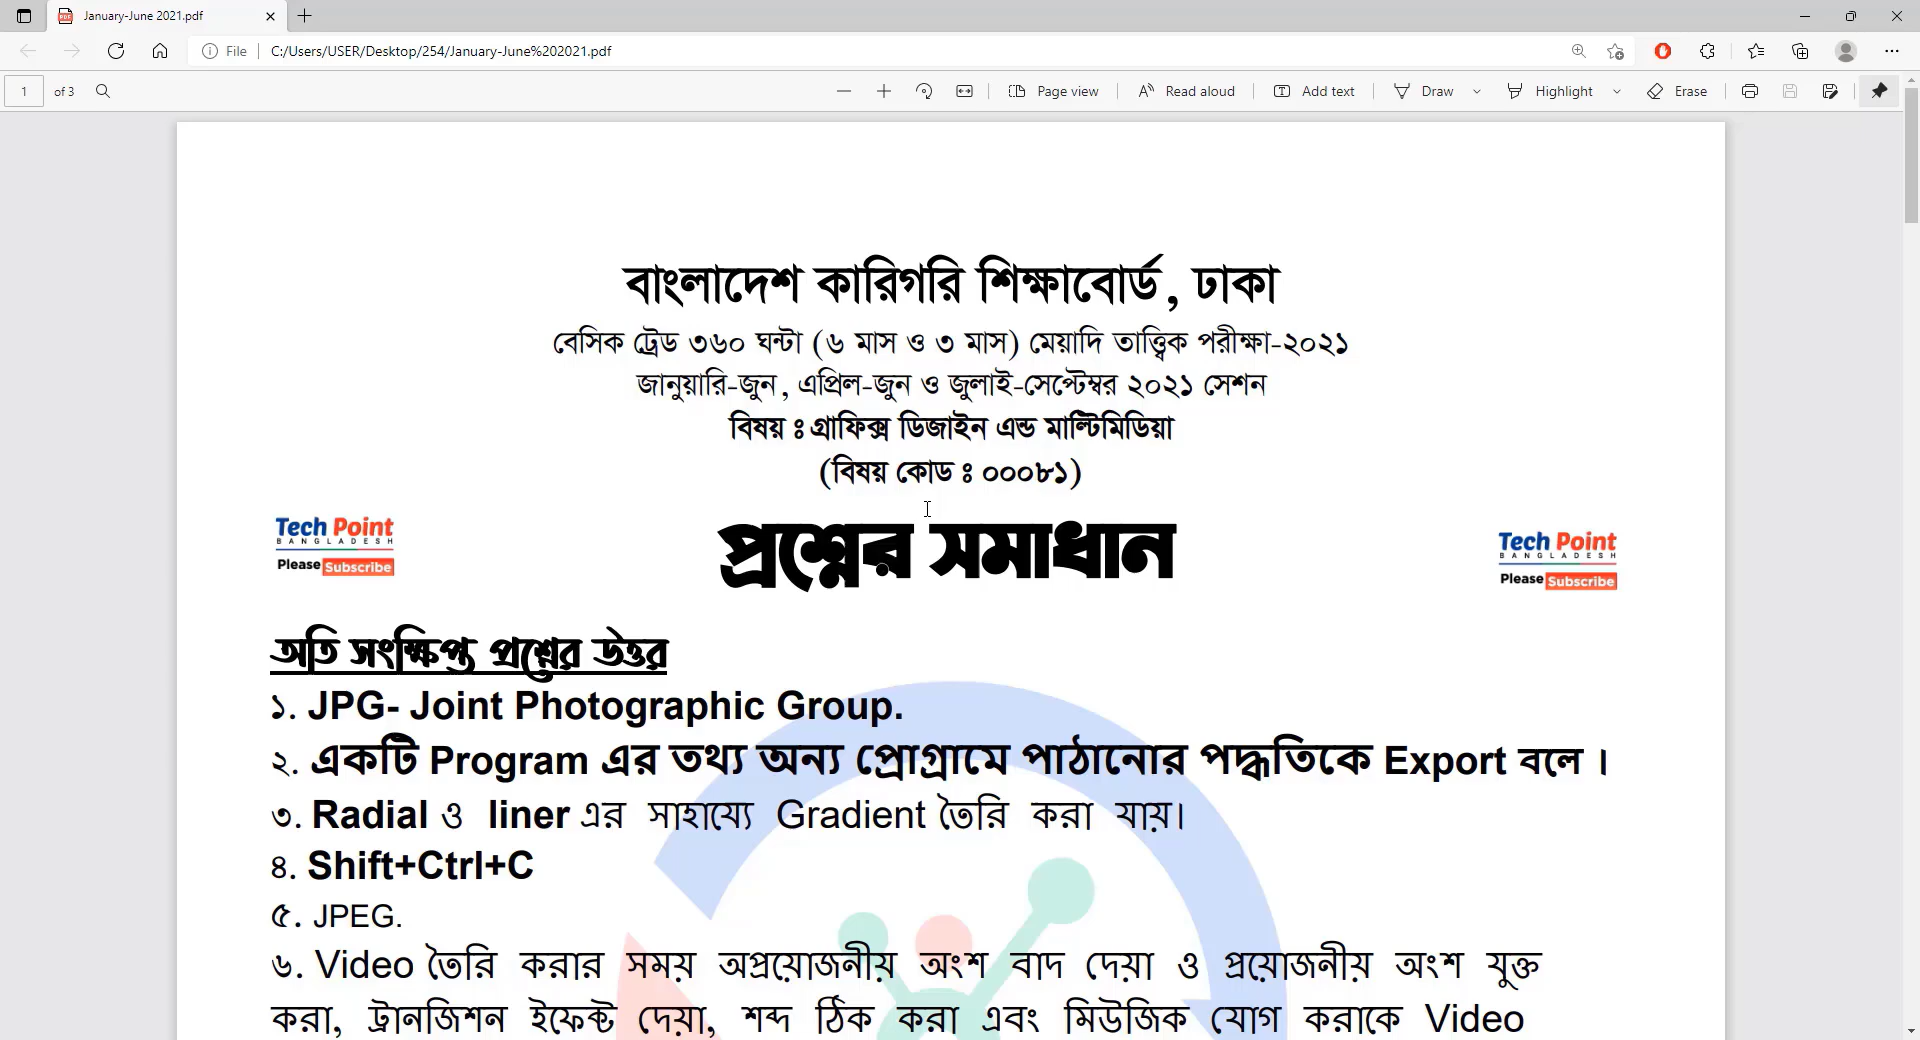 January-June 2021.pdf
File
C:/Users/USER/Desktop/254/January-June%202021.pdf
1 of 3
Page view
Read aloud
Add text
Draw
Highlight
Erase
বাংলাদেশ কারিগরি শিক্ষাবোর্ড, ঢাকা
বেসিক ট্রেড ৩৬০ ঘন্টা (৬ মাস ও ৩ মাস) মেয়াদি তাত্ত্বিক পরীক্ষা-২০২১
জানুয়ারি-জুন, এপ্রিল-জুন ও জুলাই-সেপ্টেম্বর ২০২১ সেশন
বিষয় ঃ গ্রাফিক্স ডিজাইন এন্ড মাল্টিমিডিয়া
(বিষয় কোড ঃ ০০০৮১)
Tech Point
BANGLADESH
Please Subscribe
প্রশ্নের সমাধান
Tech Point
BANGLADESH
Please Subscribe
অতি সংক্ষিপ্ত প্রশ্নের উত্তর
১. JPG- Joint Photographic Group.
২. একটি Program এর তথ্য অন্য প্রোগ্রামে পাঠানোর পদ্ধতিকে Export বলে ।
৩. Radial ও liner এর সাহায্যে Gradient তৈরি করা যায়।
৪. Shift+Ctrl+C
৫. JPEG.
৬. Video তৈরি করার সময় অপ্রয়োজনীয় অংশ বাদ দেয়া ও প্রয়োজনীয় অংশ যুক্ত
করা, ট্রানজিশন ইফেক্ট দেয়া, শব্দ ঠিক করা এবং মিউজিক যোগ করাকে Video